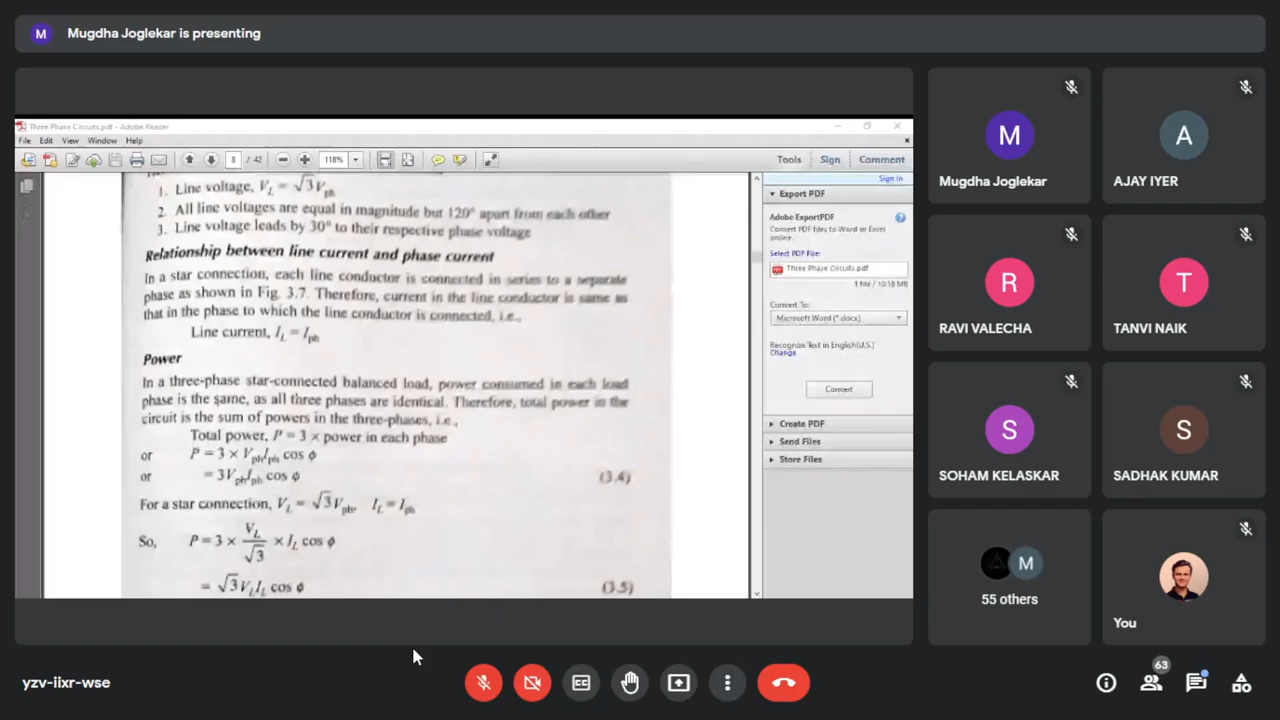 M Mugdha Joglekar is presenting
Three Phase Circuits.pdf - Adobe Reader
File Edit View Window Help
8 / 42 118% Tools Sign Comment
Sign In
1. Line voltage, V_L = √3V_ph
2. All line voltages are equal in magnitude but 120° apart from each other
3. Line voltage leads by 30° to their respective phase voltage
Relationship between line current and phase current
In a star connection, each line conductor is connected in series to a separate
phase as shown in Fig. 3.7. Therefore, current in the line conductor is same as
that in the phase to which the line conductor is connected, i.e.,
Line current, I_L = I_ph
Power
In a three-phase star-connected balanced load, power consumed in each load
phase is the same, as all three phases are identical. Therefore, total power in the
circuit is the sum of powers in the three-phases, i.e.,
Total power, P = 3 × power in each phase
or P = 3 × V_ph I_ph cos ϕ
or = 3V_ph I_ph cos ϕ (3.4)
For a star connection, V_L = √3V_ph, I_L = I_ph
So, P = 3 × V_L/√3 × I_L cos ϕ
= √3V_L I_L cos ϕ (3.5)
Export PDF
Adobe ExportPDF
Convert PDF files to Word or Excel
online.
Select PDF File:
Three Phase Circuits.pdf
1 file / 10.18 MB
Convert To:
Microsoft Word (*.docx)
Recognize Text in English(U.S.)
Change
Convert
Create PDF
Send Files
Store Files
M
Mugdha Joglekar
A
AJAY IYER
R
RAVI VALECHA
T
TANVI NAIK
S
SOHAM KELASKAR
S
SADHAK KUMAR
M
55 others
You
yzv-iixr-wse
CC
63